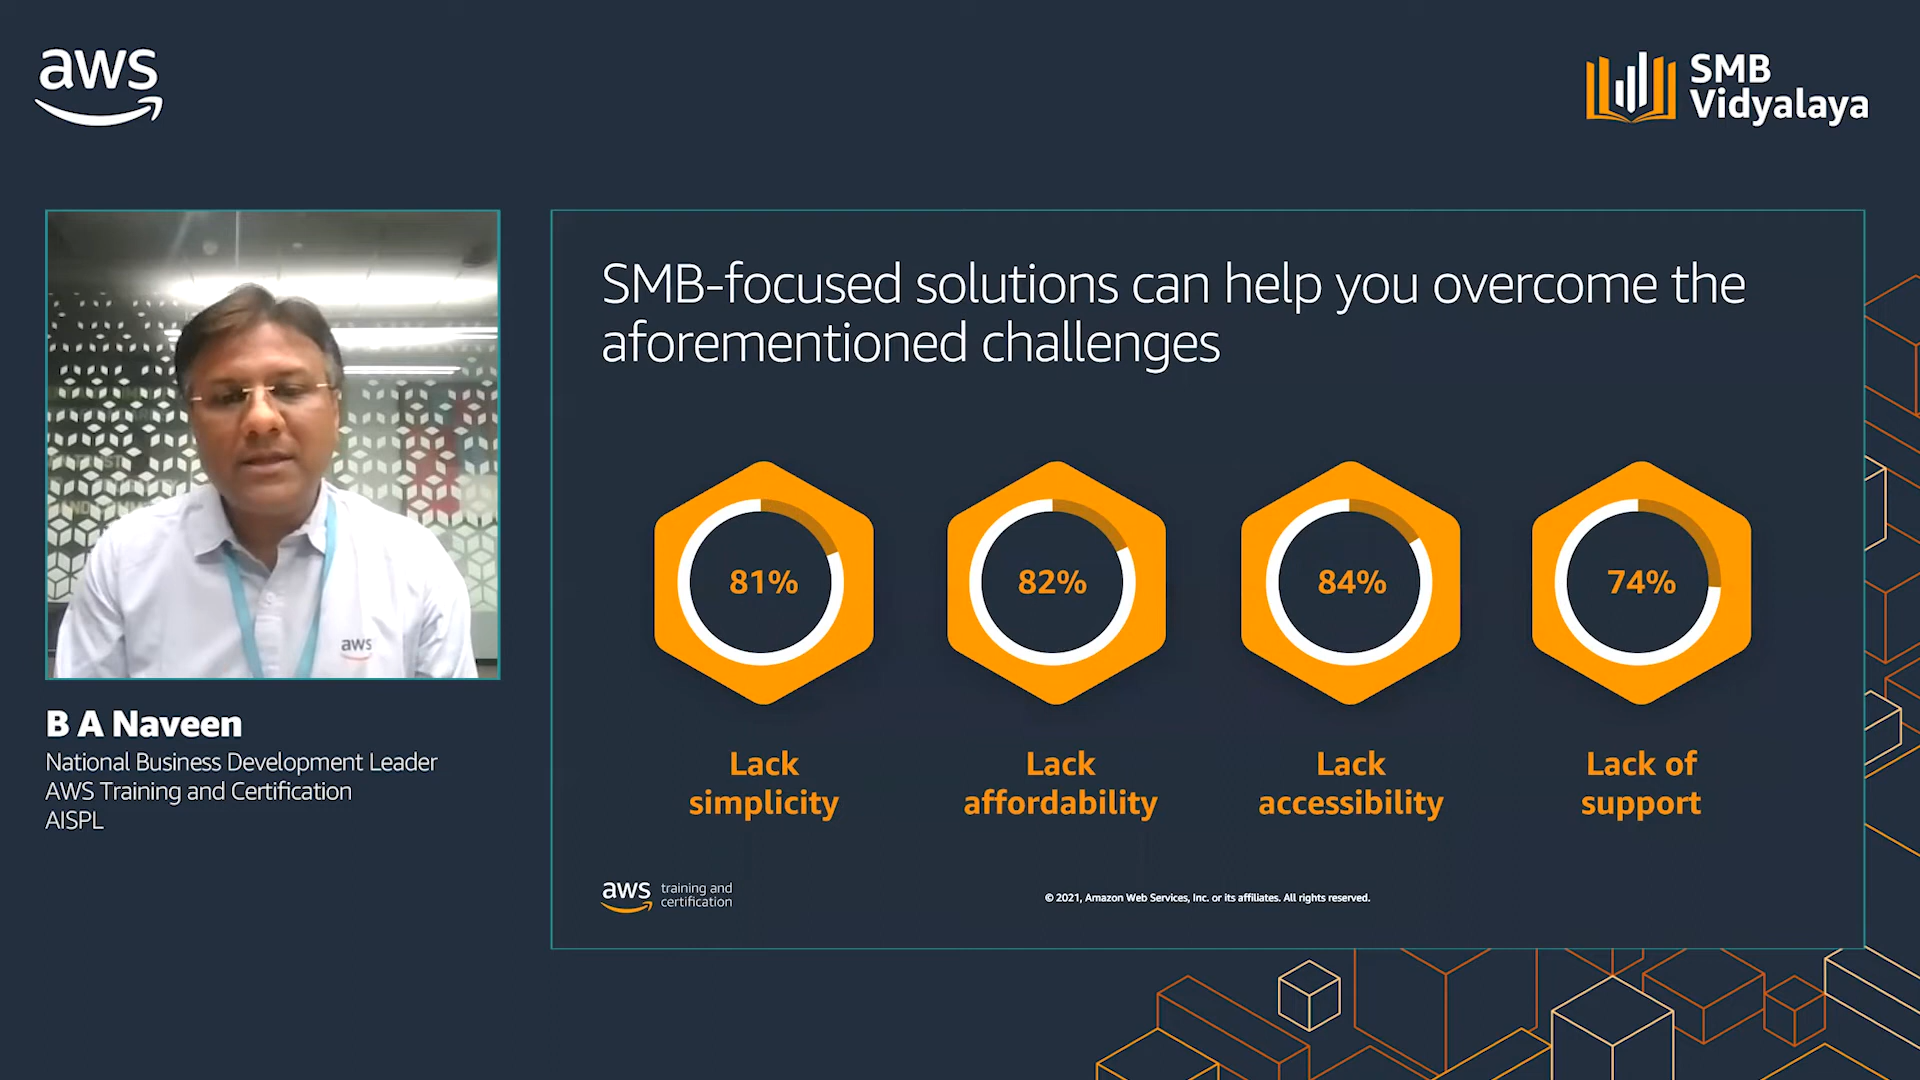 aws
SMB
Vidyalaya
SMB-focused solutions can help you overcome the
aforementioned challenges
81%
82%
84%
74%
Lack
simplicity
Lack
affordability
Lack
accessibility
Lack of
support
aws
B A Naveen
National Business Development Leader
AWS Training and Certification
AISPL
aws training and
certification
© 2021, Amazon Web Services, Inc. or its affiliates. All rights reserved.